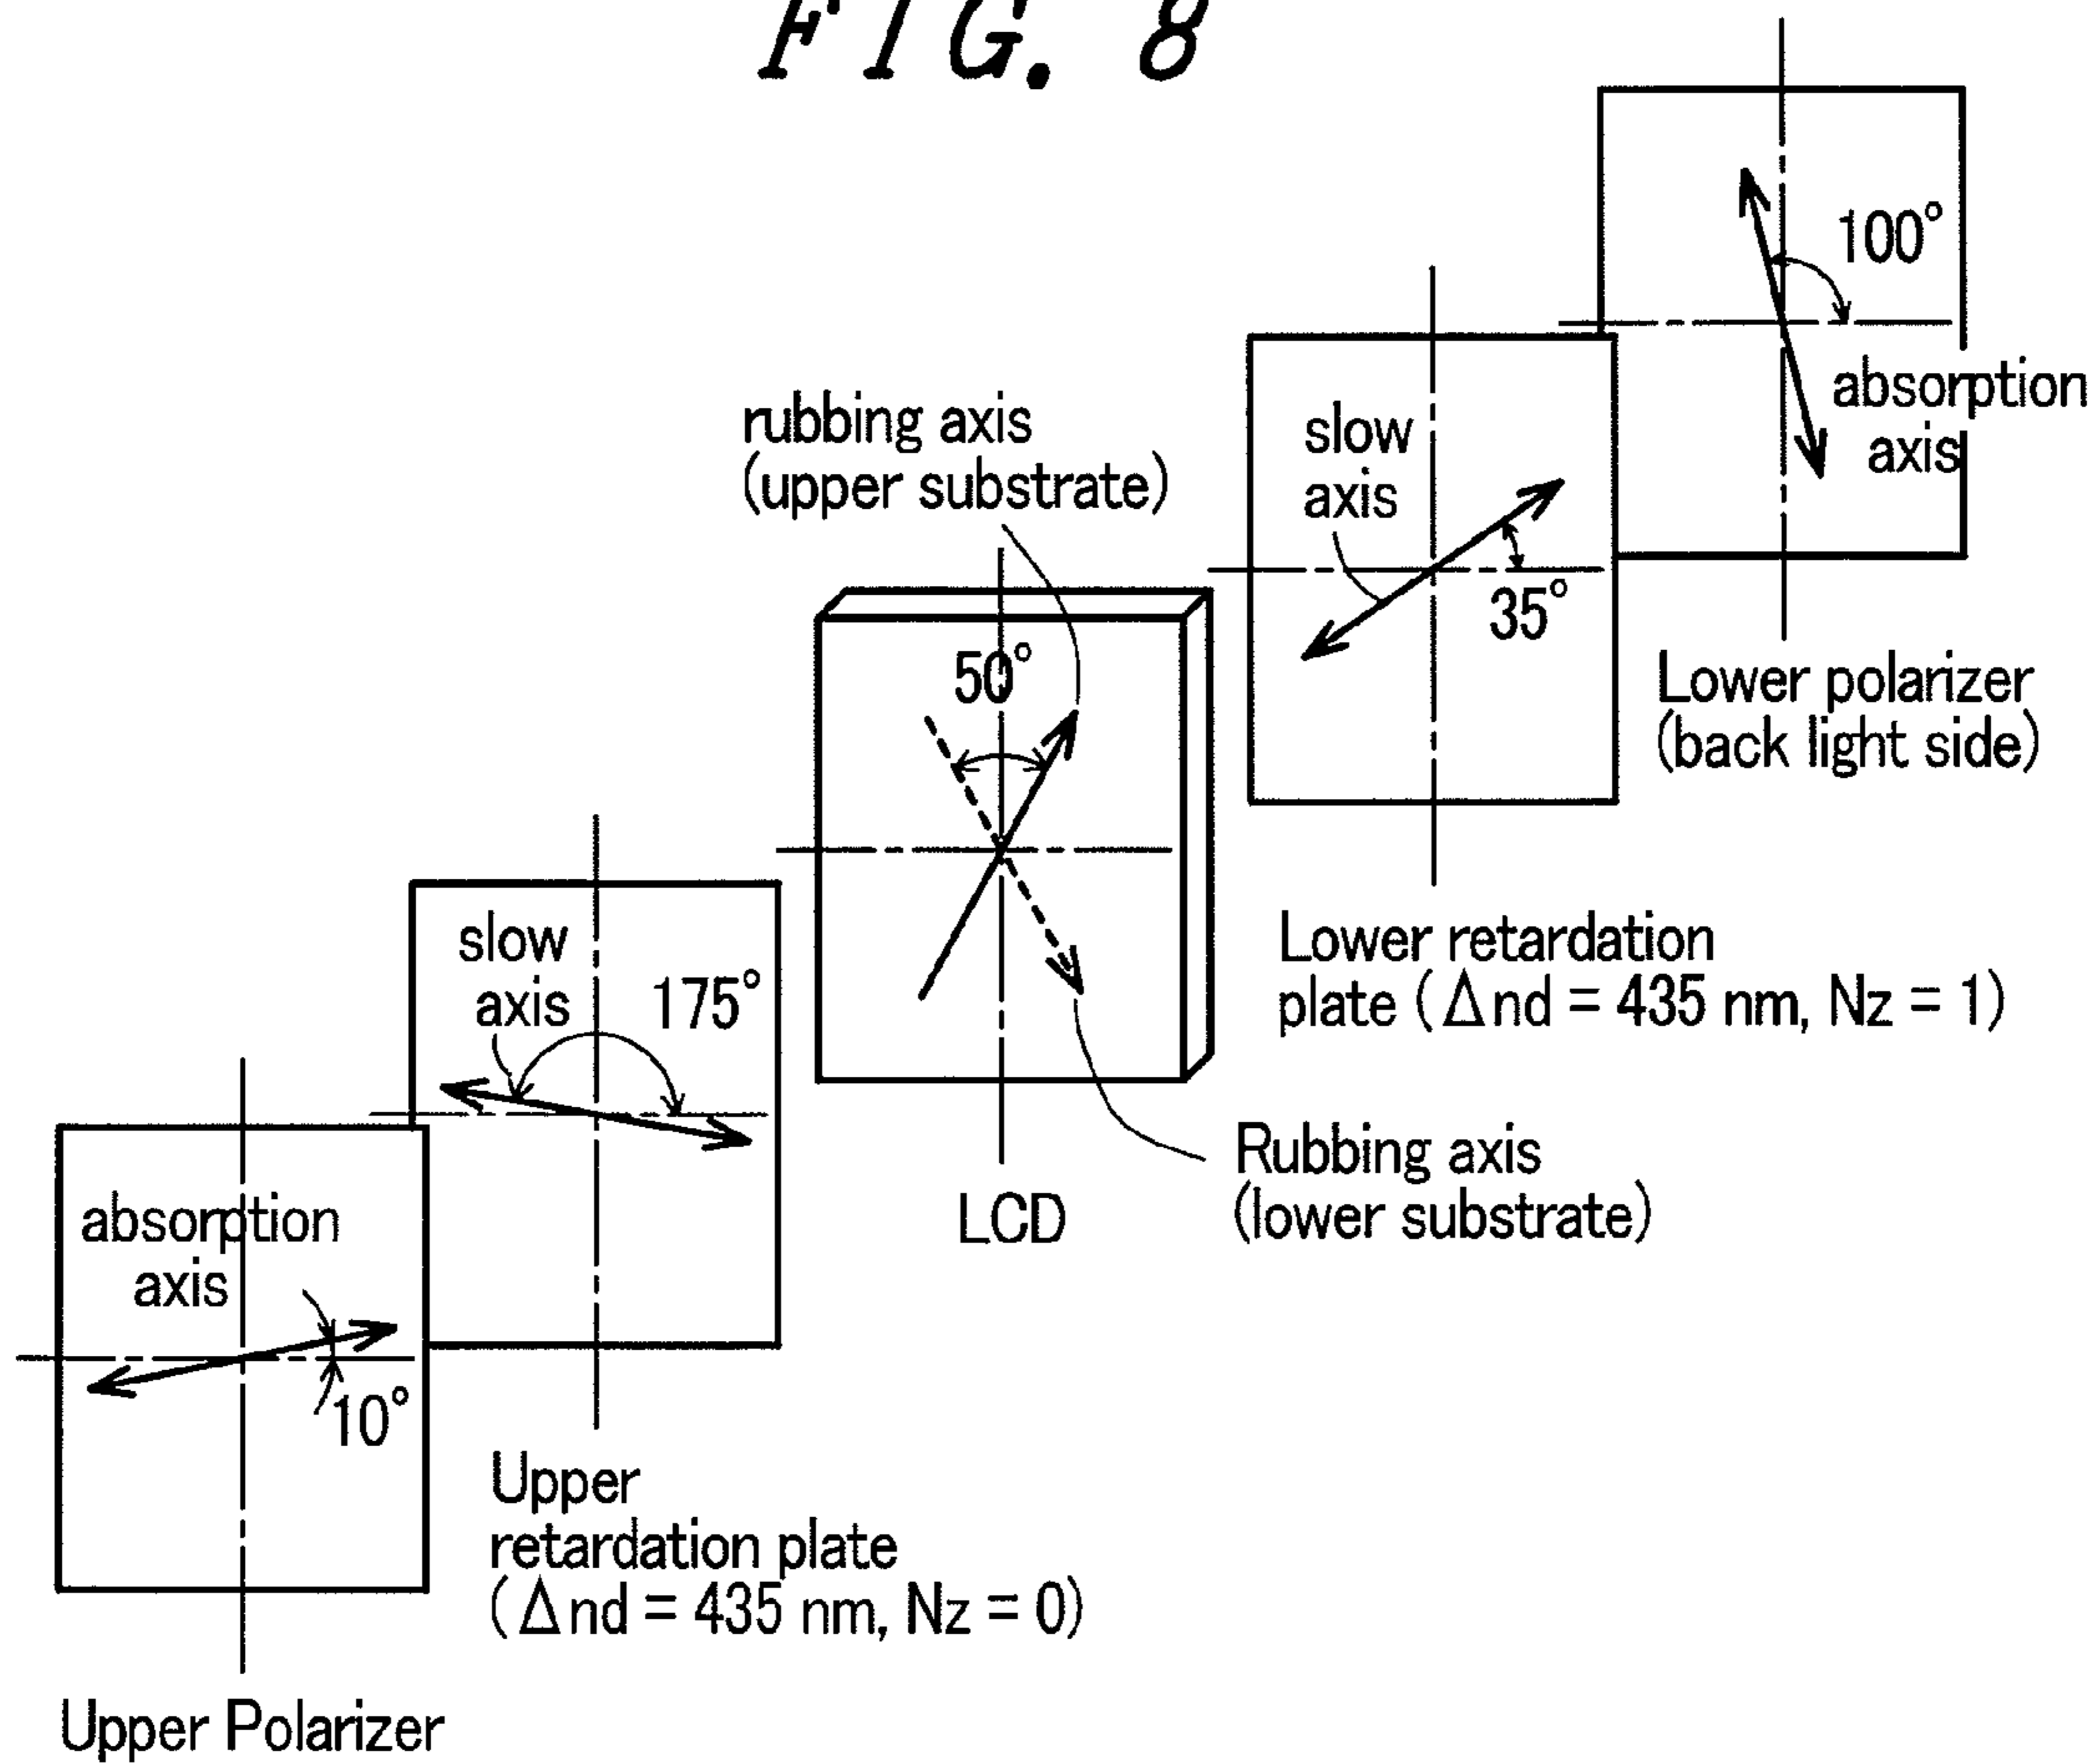 FIG. 8
100°
absorption
axis
Lower polarizer
(back light side)
slow
axis
35°
Lower retardation
plate (Δnd = 435 nm, Nz = 1)
rubbing axis
(upper substrate)
50°
Rubbing axis
(lower substrate)
LCD
slow
axis
175°
Upper
retardation plate
(Δnd = 435 nm, Nz = 0)
absorption
axis
10°
Upper Polarizer